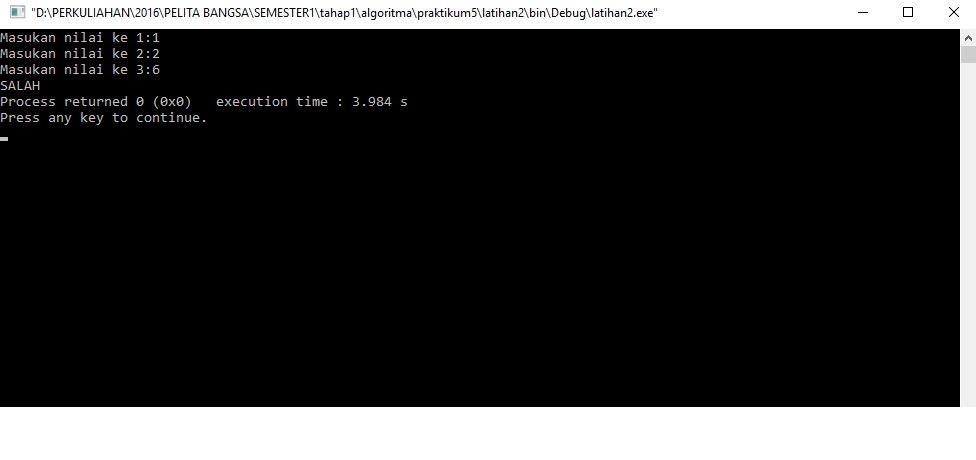 "D:\PERKULIAHAN\2016\PELITA BANGSA\SEMESTER1\tahap1\algoritma\praktikum5\latihan2\bin\Debug\latihan2.exe"
Masukan nilai ke 1:1
Masukan nilai ke 2:2
Masukan nilai ke 3:6
SALAH
Process returned 0 (0x0)   execution time : 3.984 s
Press any key to continue.